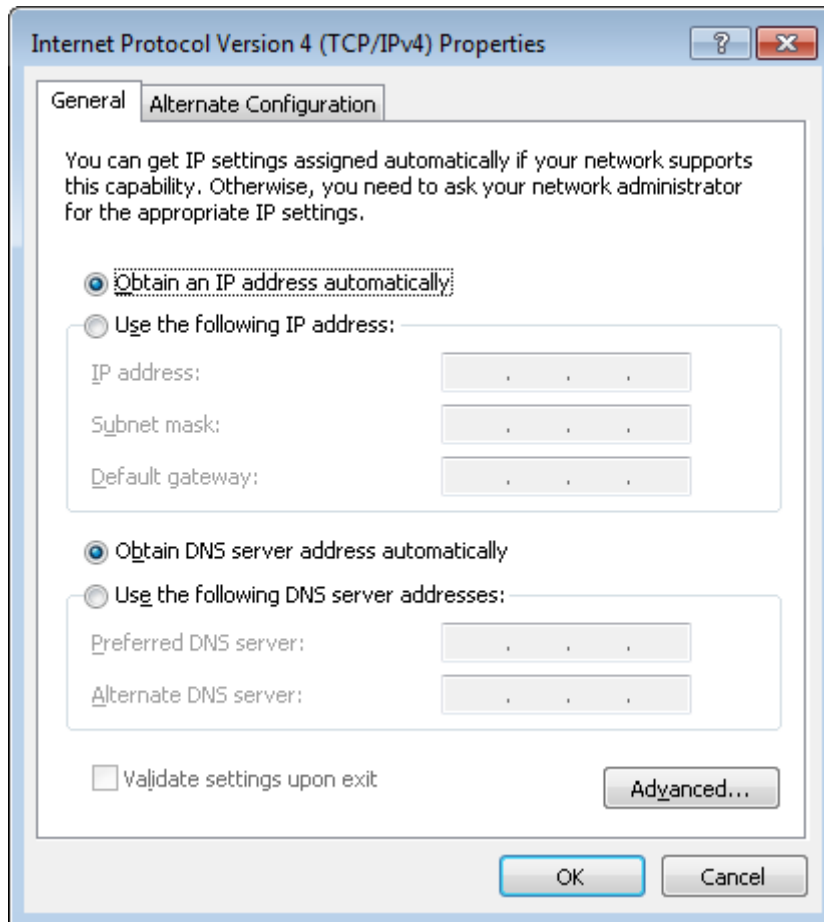 Internet Protocol Version 4 (TCP/IPv4) Properties
General
Alternate Configuration
You can get IP settings assigned automatically if your network supports
this capability. Otherwise, you need to ask your network administrator
for the appropriate IP settings.
Obtain an IP address automatically
Use the following IP address:
IP address:
Subnet mask:
Default gateway:
Obtain DNS server address automatically
Use the following DNS server addresses:
Preferred DNS server:
Alternate DNS server:
Validate settings upon exit
Advanced...
OK
Cancel